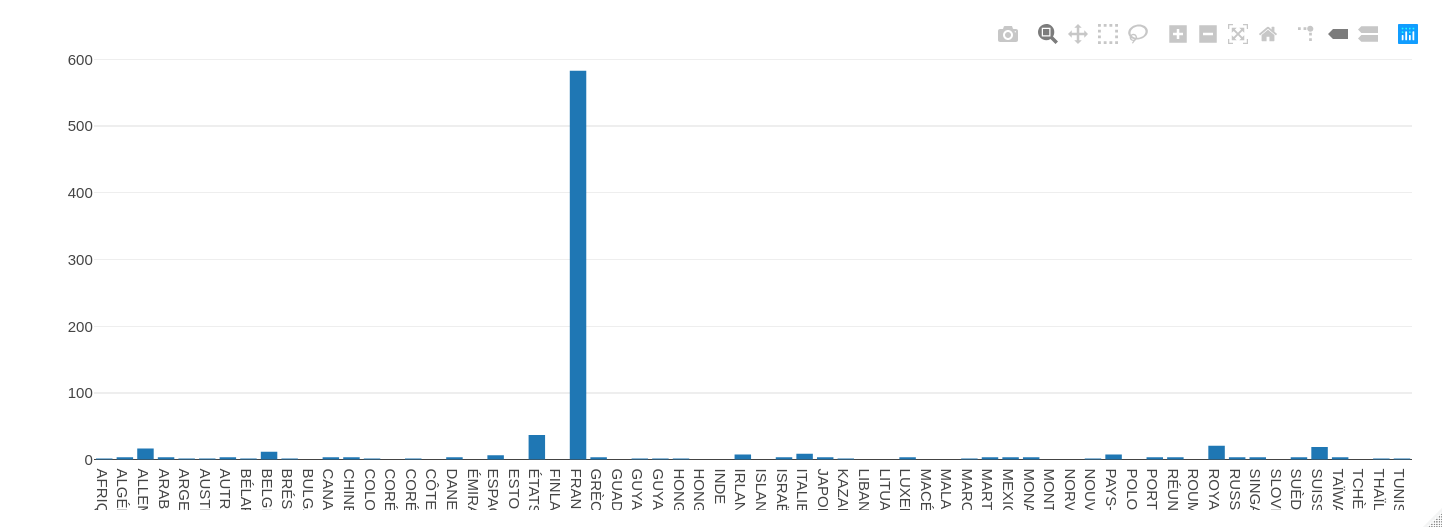 600
500
400
300
200
100
0
AFRIQ
ALGÉ
ALLEM
ARAB
ARGE
AUST
AUTR
BÉLA
BELG
BRÉS
BULG
CANA
CHINE
COLO
CORÉ
CORÉ
CÔTE
DANE
ÉMIRA
ESPA
ESTO
ÉTATS
FINLA
FRAN
GRÈC
GUAD
GUYA
GUYA
HONG
HONG
INDE
IRLAN
ISLAN
ISRAË
ITALIE
JAPON
KAZA
LIBAN
LITUA
LUXE
MACÉ
MALA
MARO
MART
MEXIQ
MONA
MONT
NORV
NOUV
PAYS-
POLO
PORT
RÉUN
ROUM
ROYA
RUSS
SINGA
SLOV
SUÈD
SUISS
TAÏWA
TCHÈ
THAÏL
TUNIS